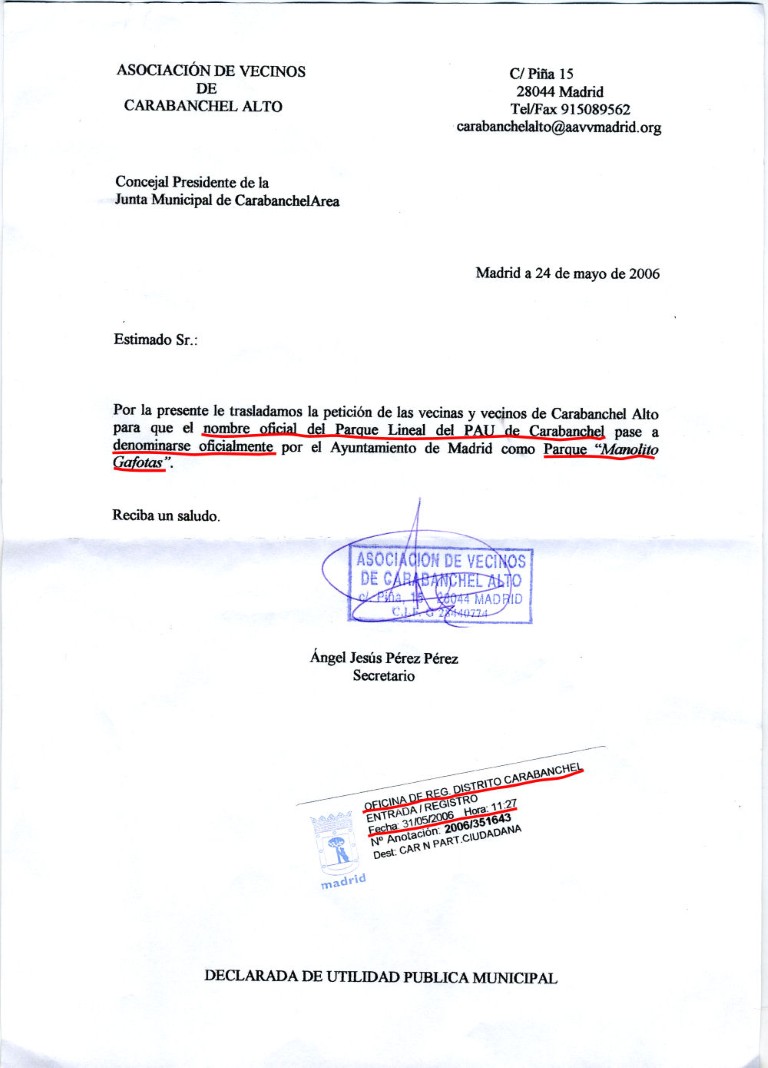 ASOCIACIÓN DE VECINOS
DE
CARABANCHEL ALTO
C/ Piña 15
28044 Madrid
Tel/Fax 915089562
carabanchelalto@aavvmadrid.org
Concejal Presidente de la
Junta Municipal de CarabanchelArea
Madrid a 24 de mayo de 2006
Estimado Sr.:
Por la presente le trasladamos la petición de las vecinas y vecinos de Carabanchel Alto
para que el nombre oficial del Parque Lineal del PAU de Carabanchel pase a
denominarse oficialmente por el Ayuntamiento de Madrid como Parque “Manolito
Gafotas”.
Reciba un saludo.
ASOCIACION DE VECINOS
DE CARABANCHEL ALTO
c/. Piña, 15 28044 MADRID
C.I.F. G 28440774
Ángel Jesús Pérez Pérez
Secretario
OFICINA DE REG. DISTRITO CARABANCHEL
ENTRADA / REGISTRO
Fecha: 31/05/2006 Hora: 11:27
Nº Anotación: 2006/351643
Dest: CAR N PART.CIUDADANA
madrid
DECLARADA DE UTILIDAD PUBLICA MUNICIPAL